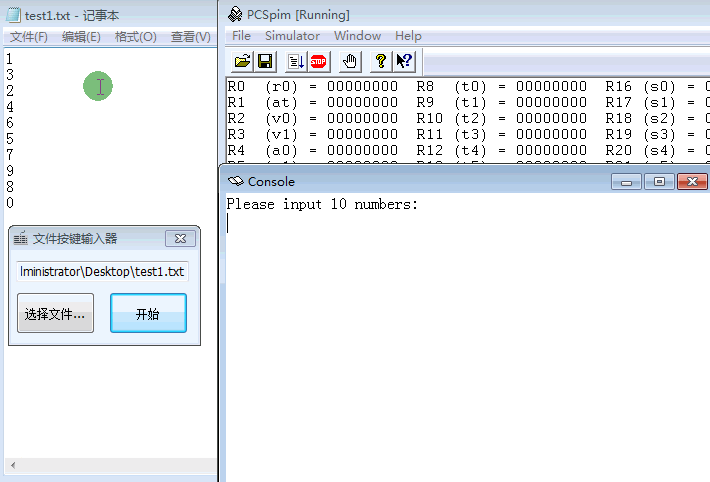 test1.txt - 记事本
文件(F) 编辑(E) 格式(O) 查看(V)
1
3
2
4
6
5
7
9
8
0
文件按键输入器
lministrator\Desktop\test1.txt
选择文件... 开始
PCSpim [Running]
File Simulator Window Help
R0 (r0) = 00000000 R8 (t0) = 00000000 R16 (s0) = 0
R1 (at) = 00000000 R9 (t1) = 00000000 R17 (s1) = 0
R2 (v0) = 00000000 R10 (t2) = 00000000 R18 (s2) = 0
R3 (v1) = 00000000 R11 (t3) = 00000000 R19 (s3) = 0
R4 (a0) = 00000000 R12 (t4) = 00000000 R20 (s4) = 0
Console
Please input 10 numbers: